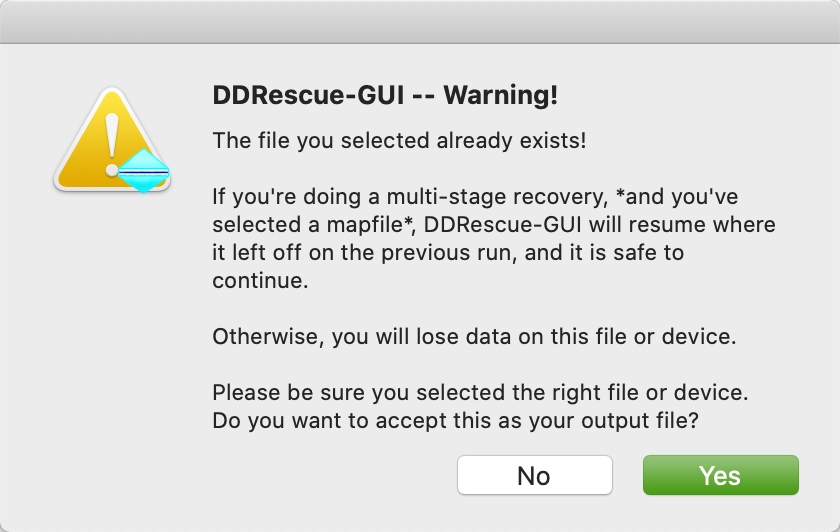 DDRescue-GUI -- Warning!
The file you selected already exists!
If you're doing a multi-stage recovery, *and you've
selected a mapfile*, DDRescue-GUI will resume where
it left off on the previous run, and it is safe to
continue.
Otherwise, you will lose data on this file or device.
Please be sure you selected the right file or device.
Do you want to accept this as your output file?
No
Yes